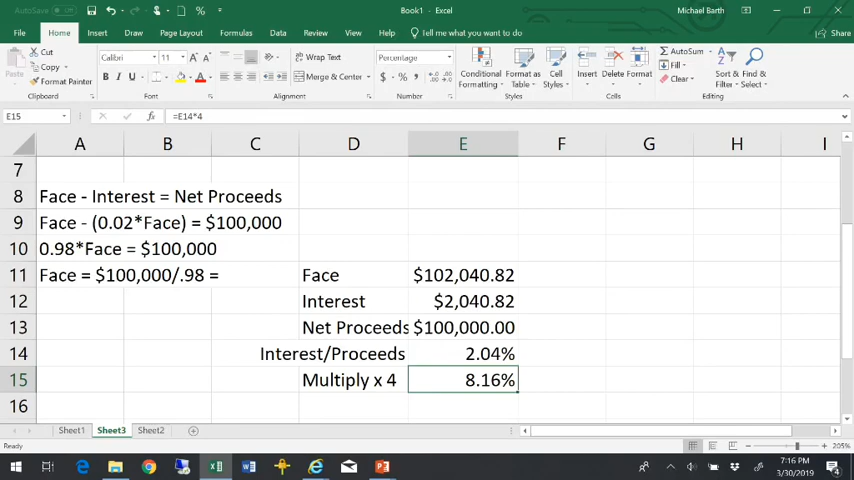 AutoSave Off Book1 - Excel Michael Barth
File Home Insert Draw Page Layout Formulas Data Review View Help Tell me what you want to do Share
Paste Cut Copy Format Painter Clipboard
Calibri 11 A A B I U A Font
Wrap Text Merge & Center Alignment
Percentage $ % , Number
Conditional Formatting Format as Table Cell Styles Styles
Insert Delete Format Cells
AutoSum Fill Clear Sort & Filter Find & Select Editing
E15 fx =E14*4
A B C D E F G H I
7
8 Face - Interest = Net Proceeds
9 Face - (0.02*Face) = $100,000
10 0.98*Face = $100,000
11 Face = $100,000/.98 = Face $102,040.82
12 Interest $2,040.82
13 Net Proceeds $100,000.00
14 Interest/Proceeds 2.04%
15 Multiply x 4 8.16%
16
Sheet1 Sheet3 Sheet2
Ready 205%
7:16 PM
3/30/2019
4